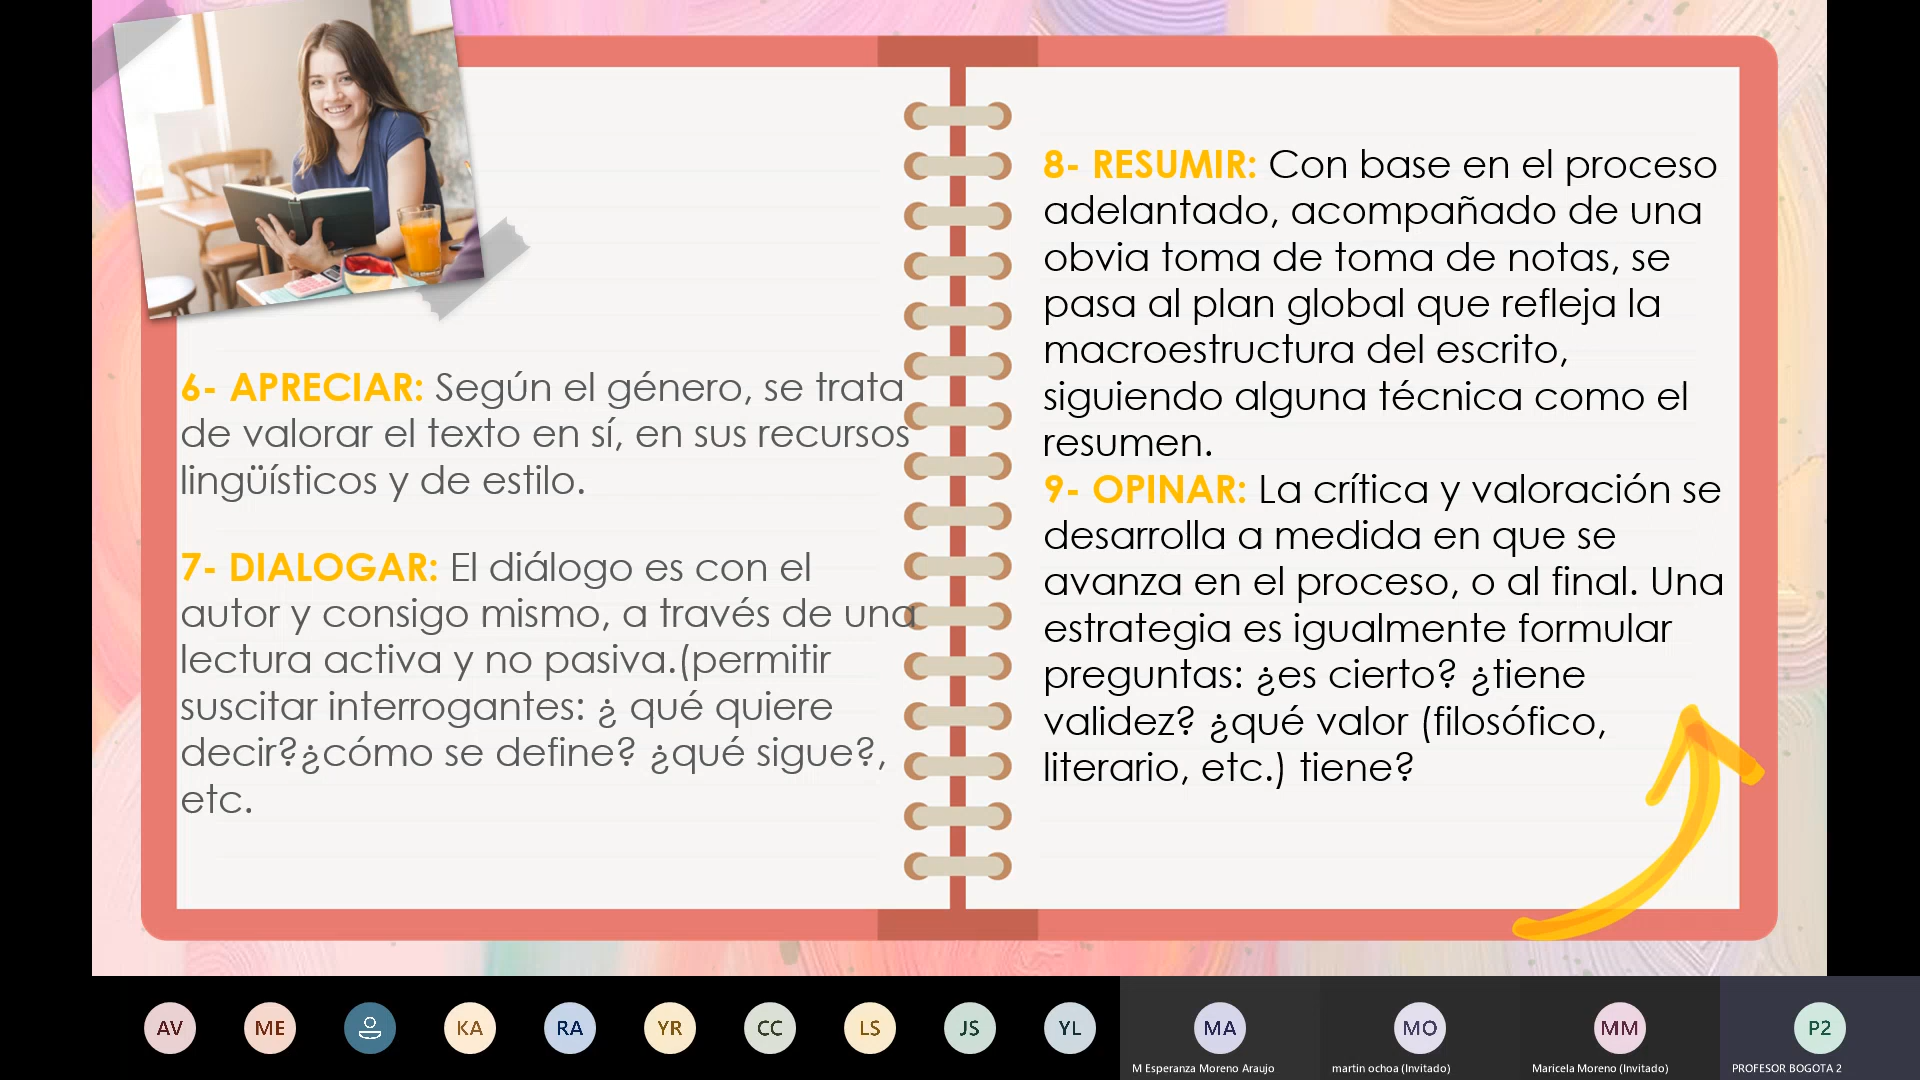 6- APRECIAR: Según el género, se trata
de valorar el texto en sí, en sus recursos
lingüísticos y de estilo.
7- DIALOGAR: El diálogo es con el
autor y consigo mismo, a través de una
lectura activa y no pasiva.(permitir
suscitar interrogantes: ¿ qué quiere
decir?¿cómo se define? ¿qué sigue?,
etc.
8- RESUMIR: Con base en el proceso
adelantado, acompañado de una
obvia toma de toma de notas, se
pasa al plan global que refleja la
macroestructura del escrito,
siguiendo alguna técnica como el
resumen.
9- OPINAR: La crítica y valoración se
desarrolla a medida en que se
avanza en el proceso, o al final. Una
estrategia es igualmente formular
preguntas: ¿es cierto? ¿tiene
validez? ¿qué valor (filosófico,
literario, etc.) tiene?
AV ME KA RA YR CC LS JS YL MA MO MM P2
M Esperanza Moreno Araujo martin ochoa (Invitado) Maricela Moreno (Invitado) PROFESOR BOGOTA 2